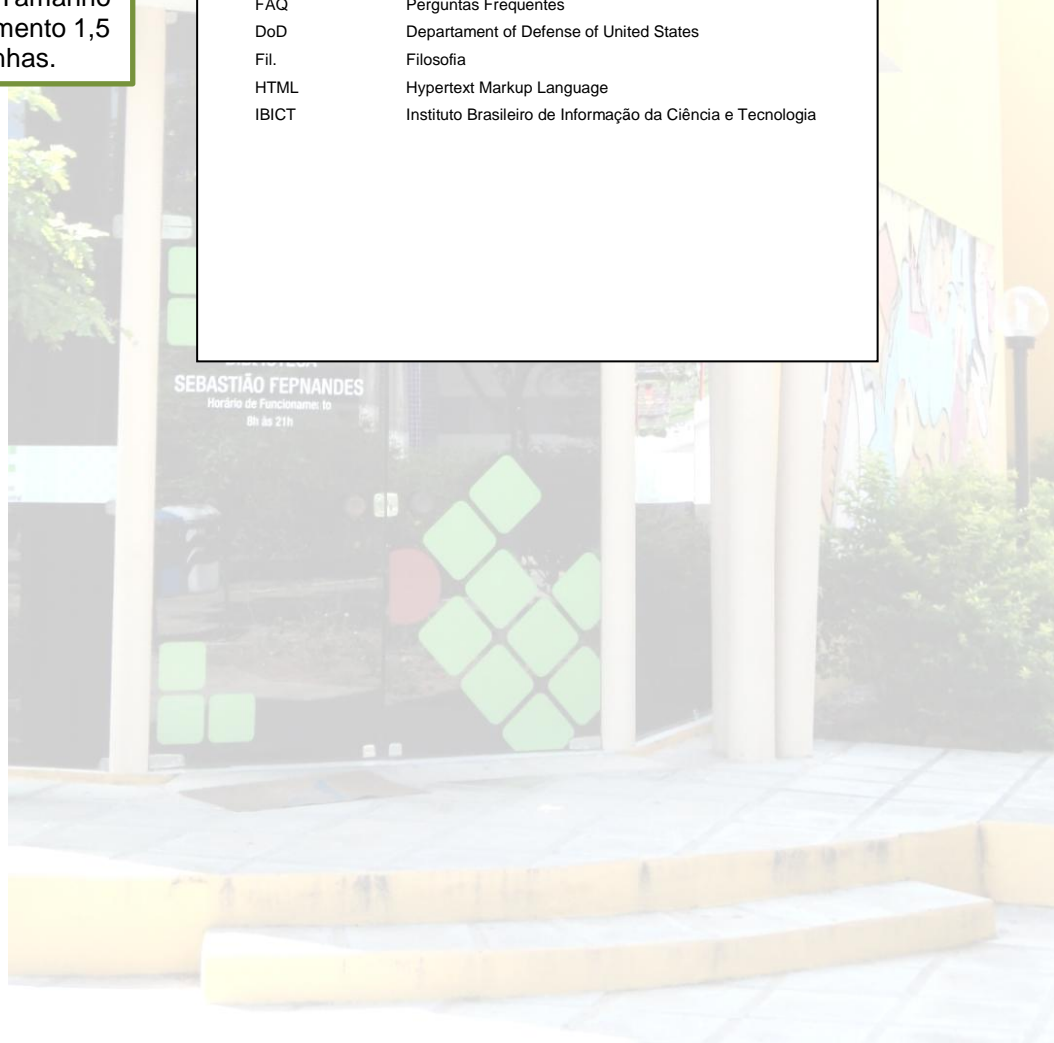 Tamanho
mento 1,5
nhas.
FAQ Perguntas Frequentes
DoD Departament of Defense of United States
Fil. Filosofia
HTML Hypertext Markup Language
IBICT Instituto Brasileiro de Informação da Ciência e Tecnologia
SEBASTIÃO FEPNANDES
Horário de Funcioname to
8h às 21h